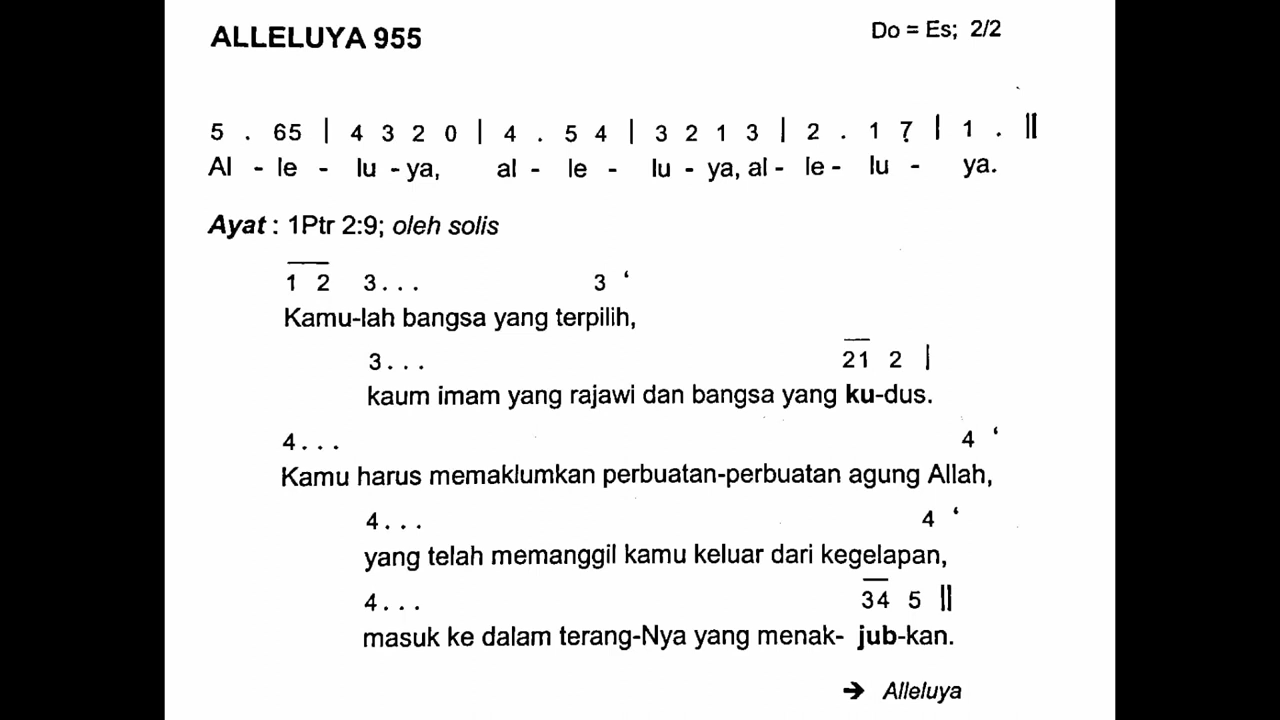 ALLELUYA 955 Do = Es; 2/2
5 . 65 | 4 3 2 0 | 4 . 5 4 | 3 2 1 3 | 2 . 1 7̣ | 1 . ||
Al - le - lu - ya, al - le - lu - ya, al - le - lu - ya.
Ayat : 1Ptr 2:9; oleh solis
1 2 3 . . . 3 ‘
Kamu-lah bangsa yang terpilih,
3 . . . 21 2 |
kaum imam yang rajawi dan bangsa yang ku-dus.
4 . . . 4 ‘
Kamu harus memaklumkan perbuatan-perbuatan agung Allah,
4 . . . 4 ‘
yang telah memanggil kamu keluar dari kegelapan,
4 . . . 34 5 ||
masuk ke dalam terang-Nya yang menak- jub-kan.
➔ Alleluya